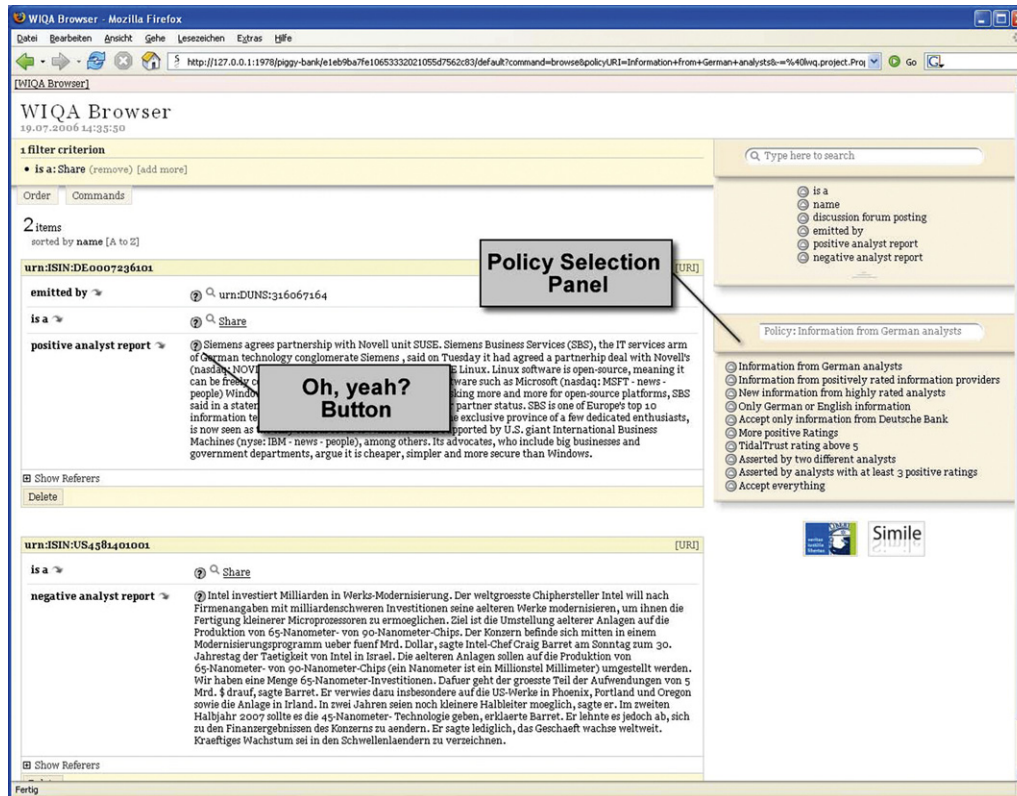 WIQA Browser - Mozilla Firefox
Datei Bearbeiten Ansicht Gehe Lesezeichen Extras Hilfe
http://127.0.0.1:1978/piggy-bank/e1eb9ba7fe10653332021055d7562c83/default?command=browse&policyURI=Information+from+German+analysts&-=%40lwq.project.Proj Go
[WIQA Browser]
WIQA Browser
19.07.2006 14:35:50
1 filter criterion
• is a: Share (remove) [add more]
Type here to search
Order Commands
is a
name
discussion forum posting
emitted by
positive analyst report
negative analyst report
2 items
sorted by name [A to Z]
Policy Selection
Panel
urn:ISIN:DE0007236101 [URI]
emitted by urn:DUNS:316067164
is a Share
Policy: Information from German analysts
positive analyst report Siemens agrees partnership with Novell unit SUSE. Siemens Business Services (SBS), the IT services arm
of German technology conglomerate Siemens , said on Tuesday it had agreed a partnerhip deal with Novell's
(nasdaq: E Linux. Linux software is open-source, meaning it
can be freely ware such as Microsoft (nasdaq: MSFT - news -
people) king more and more for open-source platforms, SBS
said in a partner status. SBS is one of Europe's top 10
information exclusive province of a few dedicated enthusiasts,
is now seen as supported by U.S. giant International Business
Machines (nyse: IBM - news - people), among others. Its advocates, who include big businesses and
government departments, argue it is cheaper, simpler and more secure than Windows.
Oh, yeah?
Button
Information from German analysts
Information from positively rated information providers
New information from highly rated analysts
Only German or English information
Accept only information from Deutsche Bank
More positive Ratings
TidalTrust rating above 5
Asserted by two different analysts
Asserted by analysts with at least 3 positive ratings
Accept everything
Show Referers
Delete
Simile
urn:ISIN:US4581401001 [URI]
is a Share
negative analyst report Intel investiert Milliarden in Werks-Modernisierung. Der weltgroesste Chiphersteller Intel will nach
Firmenangaben mit milliardenschweren Investitionen seine aelteren Werke modernisieren, um ihnen die
Fertigung kleinerer Microprozessoren zu ermoeglichen. Ziel ist die Umstellung aelterer Anlagen auf die
Produktion von 65-Nanometer- von 90-Nanometer-Chips. Der Konzern befinde sich mitten in einem
Modernisierungsprogramm ueber fuenf Mrd. Dollar, sagte Intel-Chef Craig Barret am Sonntag zum 30.
Jahrestag der Taetigkeit von Intel in Israel. Die aelteren Anlagen sollen auf die Produktion von
65-Nanometer- von 90-Nanometer-Chips (ein Nanometer ist ein Millionstel Millimeter) umgestellt werden.
Wir haben eine Menge 65-Nanometer-Investitionen. Dafuer geht der groesste Teil der Aufwendungen von 5
Mrd. $ drauf, sagte Barret. Er verwies dazu insbesondere auf die US-Werke in Phoenix, Portland und Oregon
sowie die Anlage in Irland. In zwei Jahren seien noch kleinere Halbleiter moeglich, sagte er. Im zweiten
Halbjahr 2007 sollte es die 45-Nanometer- Technologie geben, erklaerte Barret. Er lehnte es jedoch ab, sich
zu den Finanzergebnissen des Konzerns zu aendern. Er sagte lediglich, das Geschaeft wachse weltweit.
Kraeftiges Wachstum sei in den Schwellenlaendern zu verzeichnen.
Show Referers
Fertig